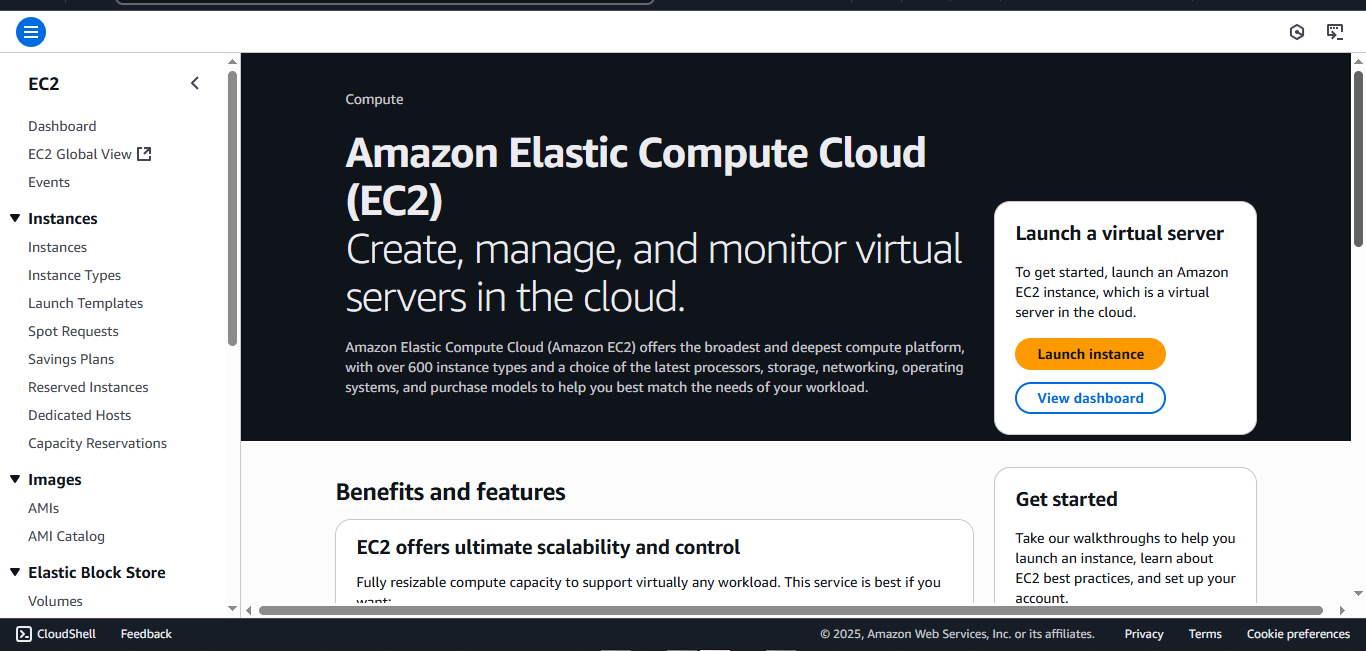 EC2
Dashboard
EC2 Global View
Events
Instances
Instances
Instance Types
Launch Templates
Spot Requests
Savings Plans
Reserved Instances
Dedicated Hosts
Capacity Reservations
Images
AMIs
AMI Catalog
Elastic Block Store
Volumes
Compute
Amazon Elastic Compute Cloud
(EC2)
Create, manage, and monitor virtual
servers in the cloud.
Amazon Elastic Compute Cloud (Amazon EC2) offers the broadest and deepest compute platform,
with over 600 instance types and a choice of the latest processors, storage, networking, operating
systems, and purchase models to help you best match the needs of your workload.
Launch a virtual server
To get started, launch an Amazon
EC2 instance, which is a virtual
server in the cloud.
Launch instance
View dashboard
Benefits and features
EC2 offers ultimate scalability and control
Fully resizable compute capacity to support virtually any workload. This service is best if you
want:
Get started
Take our walkthroughs to help you
launch an instance, learn about
EC2 best practices, and set up your
account.
CloudShell Feedback © 2025, Amazon Web Services, Inc. or its affiliates. Privacy Terms Cookie preferences